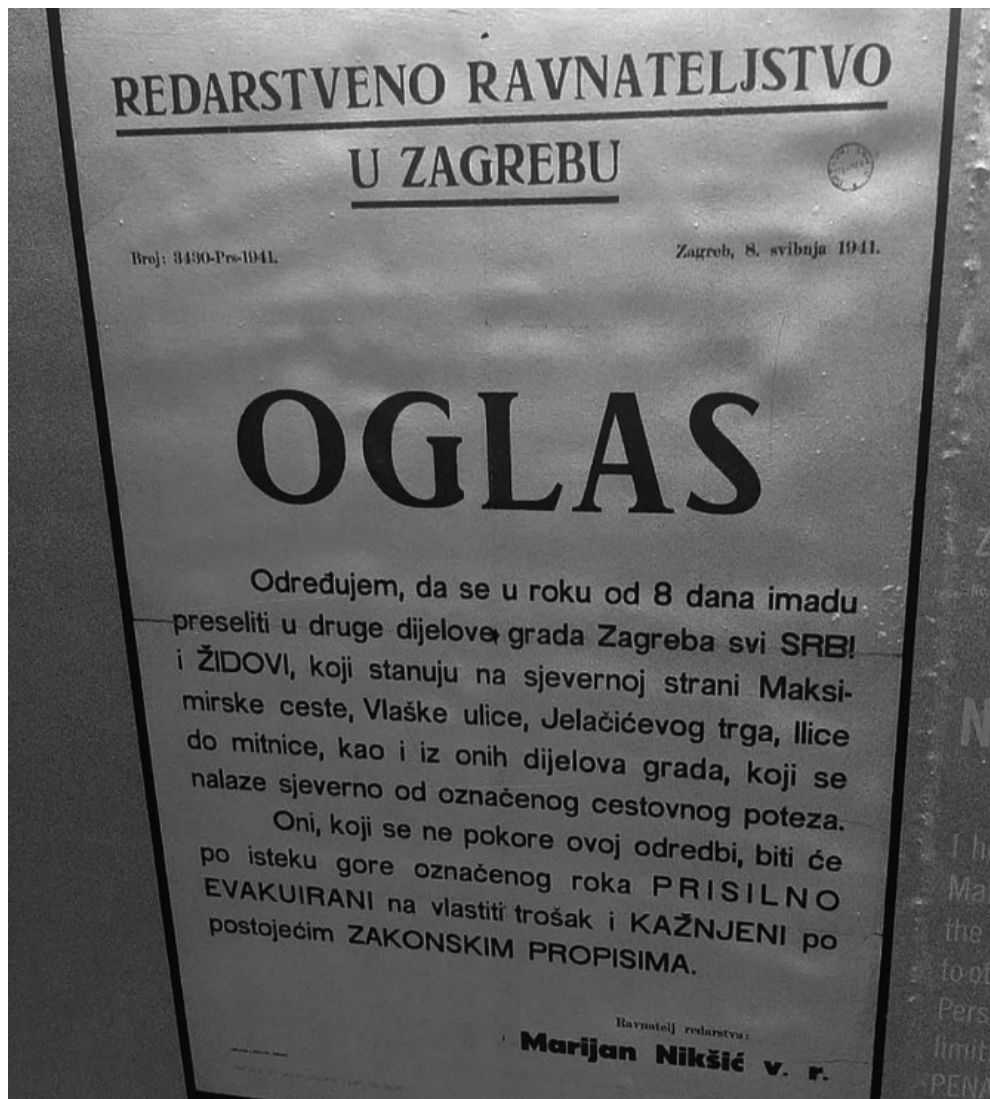 REDARSTVENO RAVNATELJSTVO
U ZAGREBU
Broj: 3430-Prs-1941.
Zagreb, 8. svibnja 1941.
OGLAS
Određujem, da se u roku od 8 dana imadu
preseliti u druge dijelove grada Zagreba svi SRBI
i ŽIDOVI, koji stanuju na sjevernoj strani Maksi-
mirske ceste, Vlaške ulice, Jelačićevog trga, Ilice
do mitnice, kao i iz onih dijelova grada, koji se
nalaze sjeverno od označenog cestovnog poteza.
Oni, koji se ne pokore ovoj odredbi, biti će
po isteku gore označenog roka PRISILNO
EVAKUIRANI na vlastiti trošak i KAŽNJENI po
postojećim ZAKONSKIM PROPISIMA.
Ravnatelj redarstva:
Marijan Nikšić v. r.
I
the